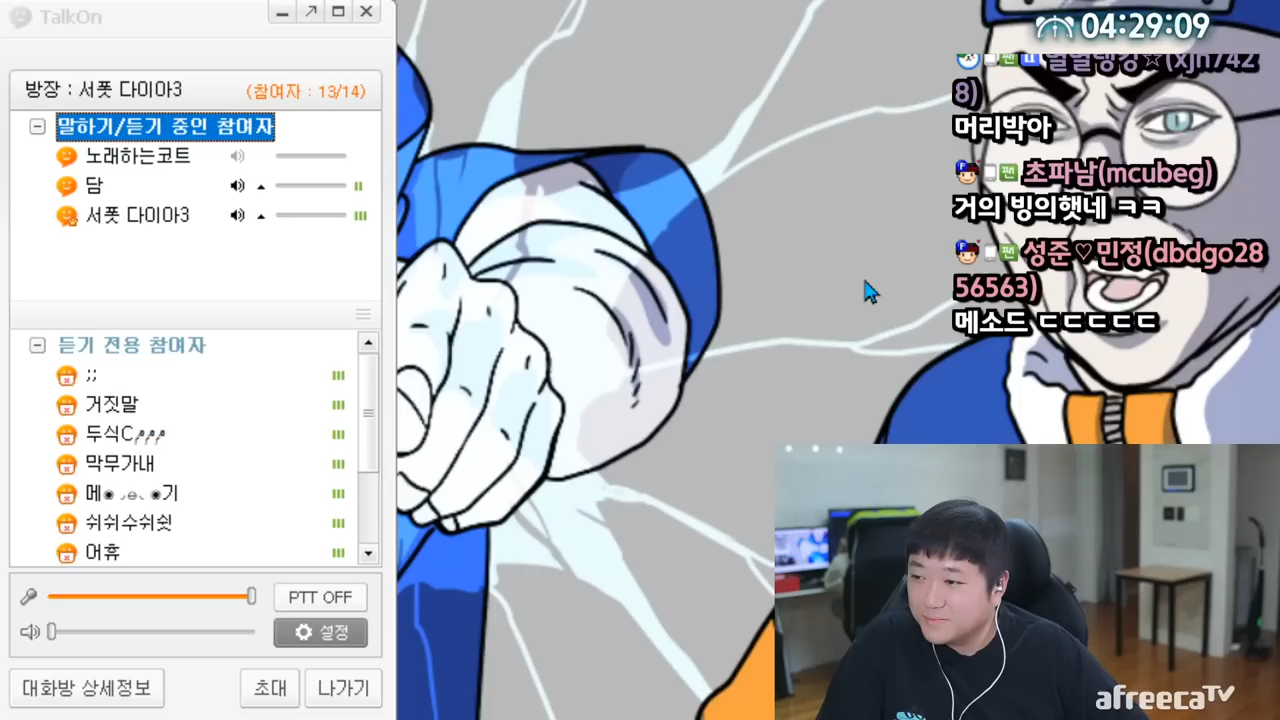 TalkOn
방장 : 서폿 다이아3 (참여자 : 13/14)
말하기/듣기 중인 참여자
노래하는코트
담
서폿 다이아3
듣기 전용 참여자
;;
거짓말
두식C
막무가내
메◉ ◉기
쉬쉬수쉬쉿
어휴
PTT OFF
설정
대화방 상세정보
초대
나가기
04:29:09
(xjh742
8)
머리박아
초파남(mcubeg)
거의 빙의햇네 ㅋㅋ
성준♡민정(dbdgo28
56563)
메소드 ㄷㄷㄷㄷㄷ
afreecaTV